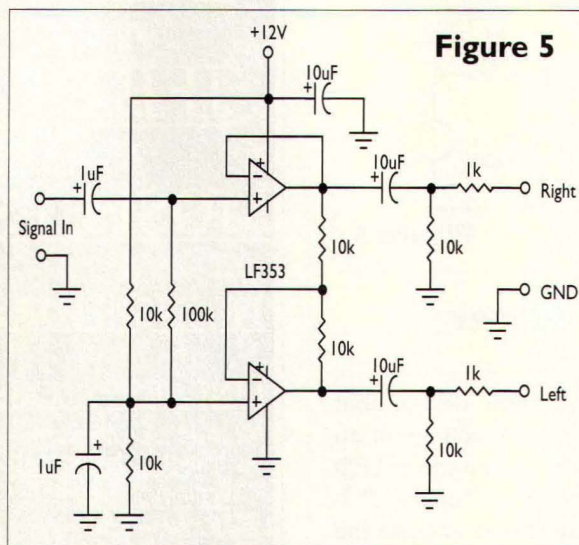 Figure 5
+12V
10uF
+
+
1uF
+
-
+
10uF
+
1k
Right
Signal In
10k
10k
LF353
10k
100k
10k
GND
+
-
+
10uF
+
1k
Left
1uF
+
10k
10k